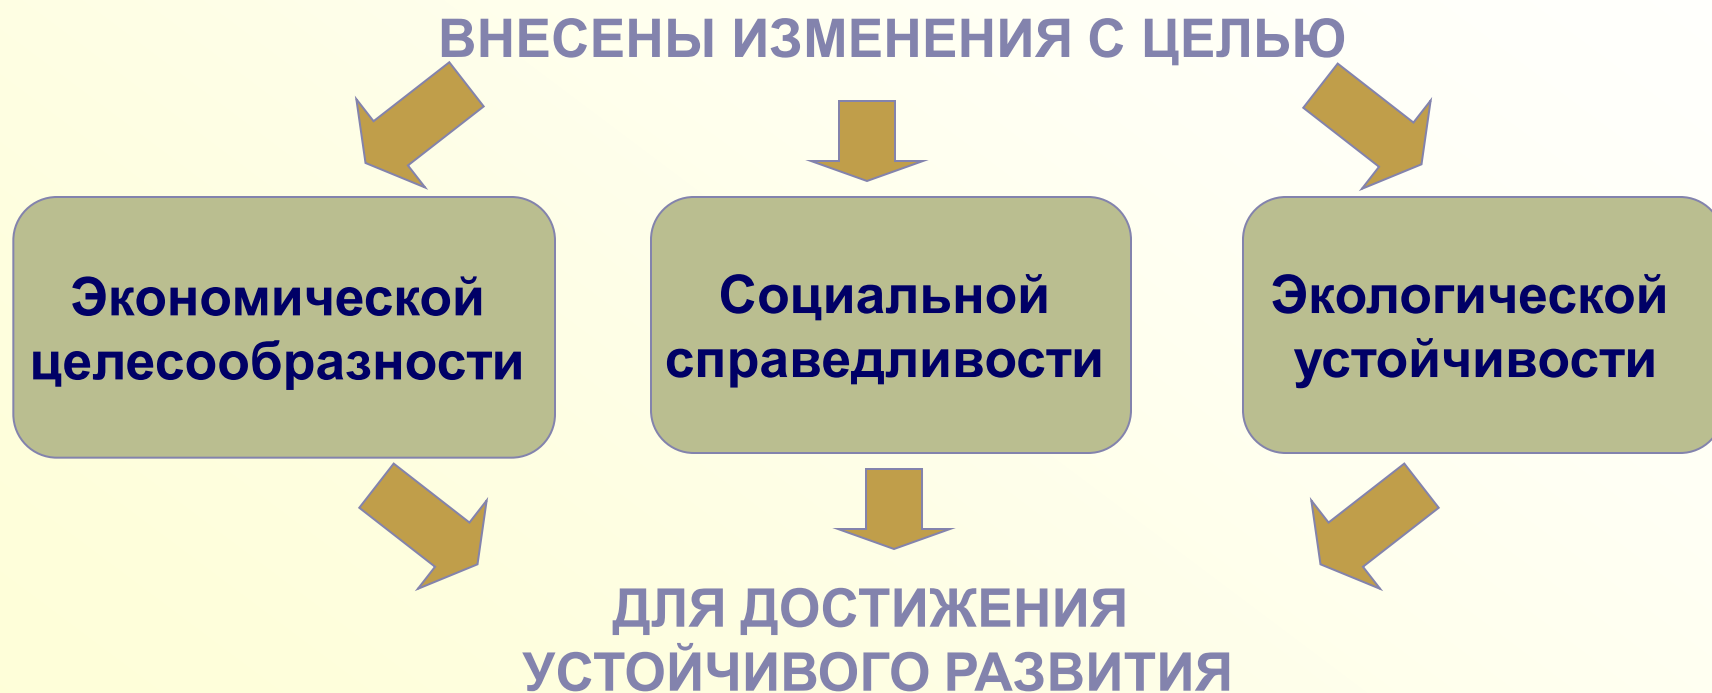 ВНЕСЕНЫ ИЗМЕНЕНИЯ С ЦЕЛЬЮ
Экономической
целесообразности
Социальной
справедливости
Экологической
устойчивости
ДЛЯ ДОСТИЖЕНИЯ
УСТОЙЧИВОГО РАЗВИТИЯ